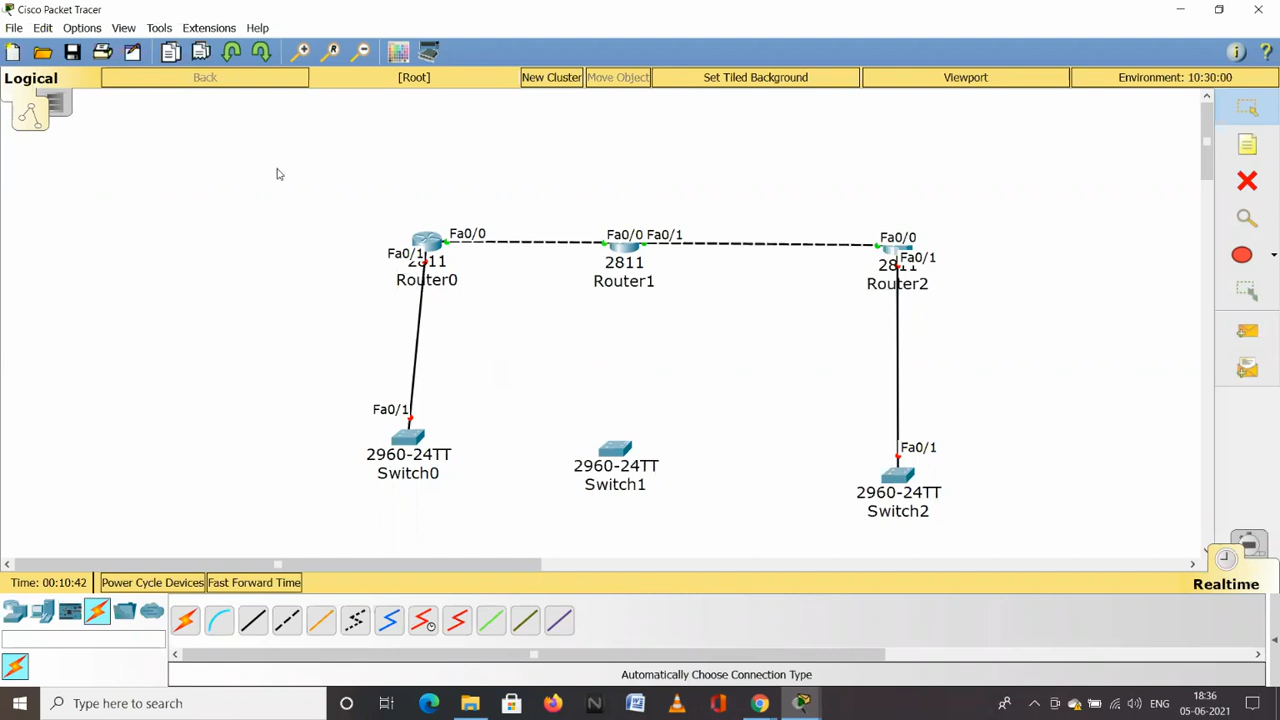 Cisco Packet Tracer
File Edit Options View Tools Extensions Help
Logical Back [Root] New Cluster Move Object Set Tiled Background Viewport Environment: 10:30:00
Fa0/0 Fa0/0 Fa0/1 Fa0/0
Fa0/1 Fa0/1
2811 2811 2811
Router0 Router1 Router2
Fa0/1 Fa0/1
2960-24TT 2960-24TT 2960-24TT
Switch0 Switch1 Switch2
Time: 00:10:42 Power Cycle Devices Fast Forward Time Realtime
Automatically Choose Connection Type
Type here to search
ENG
18:36
05-06-2021